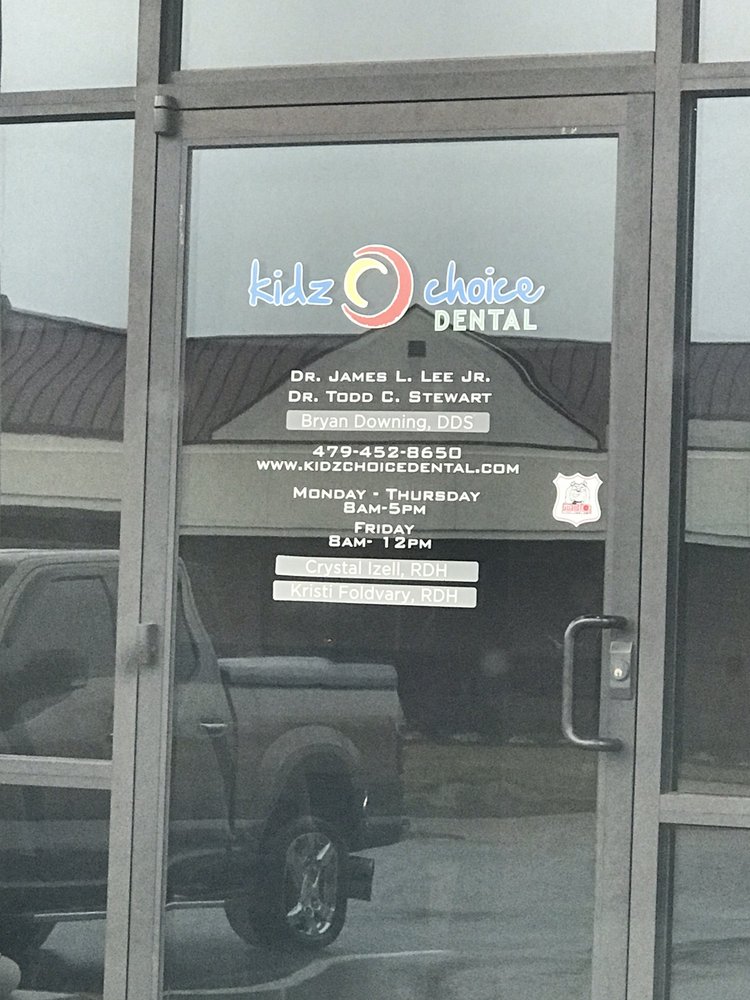 kidz choice
DENTAL
DR. JAMES L. LEE JR.
DR. TODD C. STEWART
Bryan Downing, DDS
479-452-8650
WWW.KIDZCHOICEDENTAL.COM
MONDAY - THURSDAY
8AM-5PM
FRIDAY
8AM- 12PM
Crystal Izell, RDH
Kristi Foldvary, RDH